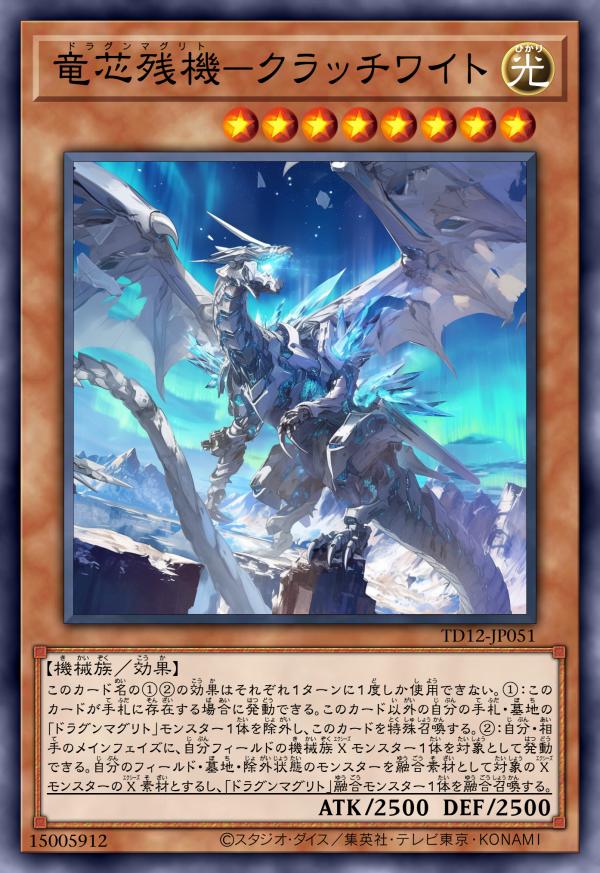 ドラグンマグリト
竜芯残機－クラッチワイト
ひかり
光
TD12-JP051
【機械族／効果】
このカード名の①②の効果はそれぞれ1ターンに1度しか使用できない。①：この
カードが手札に存在する場合に発動できる。このカード以外の自分の手札・墓地の
「ドラグンマグリト」モンスター1体を除外し、このカードを特殊召喚する。②：自分・相
手のメインフェイズに、自分フィールドの機械族Xモンスター1体を対象として発動
できる。自分のフィールド・墓地・除外状態のモンスターを融合素材として対象のX
モンスターのX素材とするし、「ドラグンマグリト」融合モンスター1体を融合召喚する。
ATK/2500 DEF/2500
15005912 ©スタジオ・ダイス／集英社・テレビ東京・KONAMI